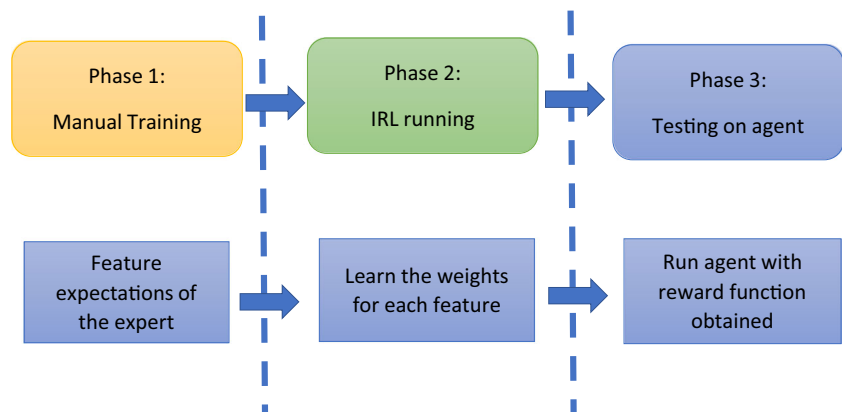 Phase 1:
Manual Training
Phase 2:
IRL running
Phase 3:
Testing on agent
Feature
expectations of
the expert
Learn the weights
for each feature
Run agent with
reward function
obtained